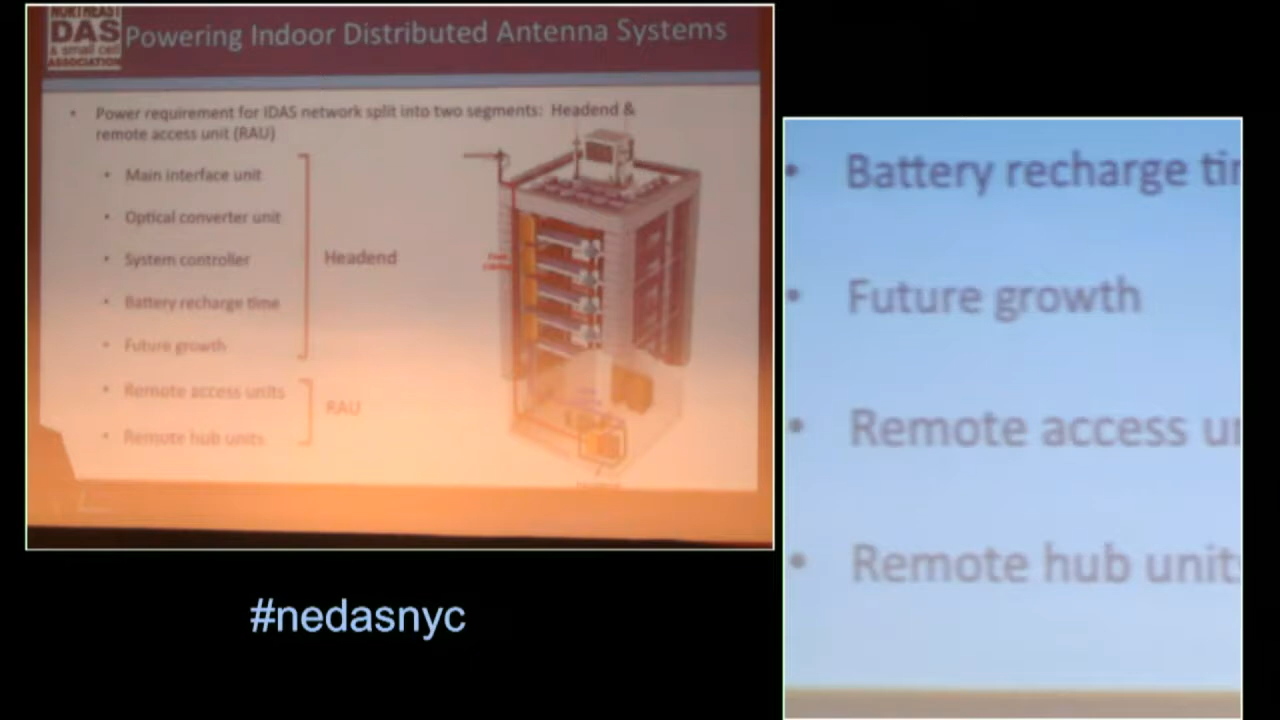 NORTHEAST
DAS
& small cell
ASSOCIATION
Powering Indoor Distributed Antenna Systems
• Power requirement for IDAS network split into two segments: Headend &
remote access unit (RAU)
• Main interface unit
• Optical converter unit
• System controller
• Battery recharge time
• Future growth
Headend
• Remote access units
• Remote hub units
RAU
#nedasnyc
• Battery recharge ti
• Future growth
• Remote access u
• Remote hub unit